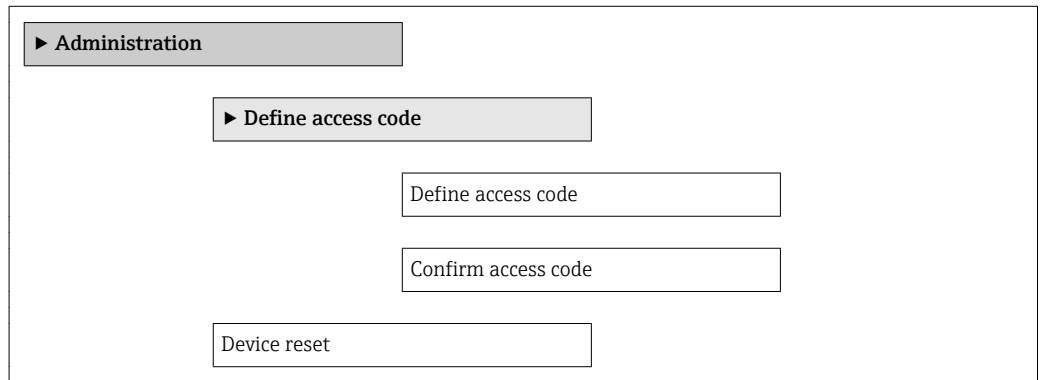 ▶ Administration
▶ Define access code
Define access code
Confirm access code
Device reset